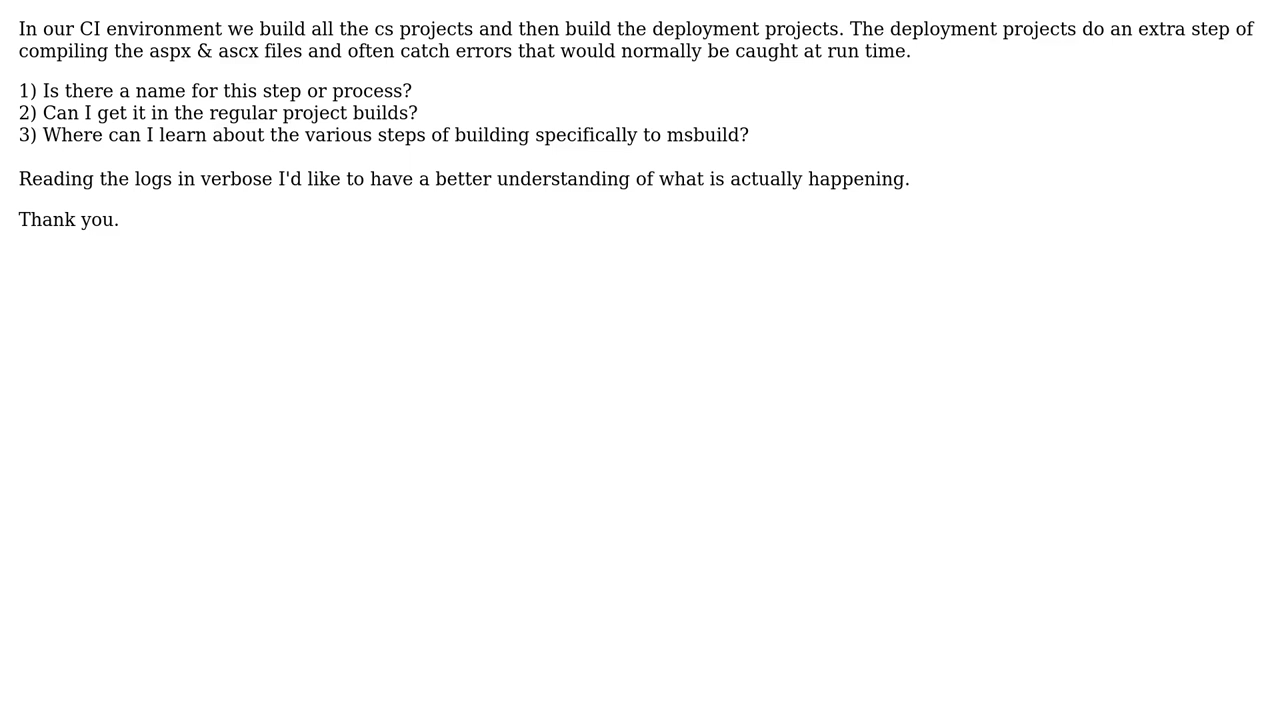 In our CI environment we build all the cs projects and then build the deployment projects. The deployment projects do an extra step of
compiling the aspx & ascx files and often catch errors that would normally be caught at run time.
1) Is there a name for this step or process?
2) Can I get it in the regular project builds?
3) Where can I learn about the various steps of building specifically to msbuild?
Reading the logs in verbose I'd like to have a better understanding of what is actually happening.
Thank you.